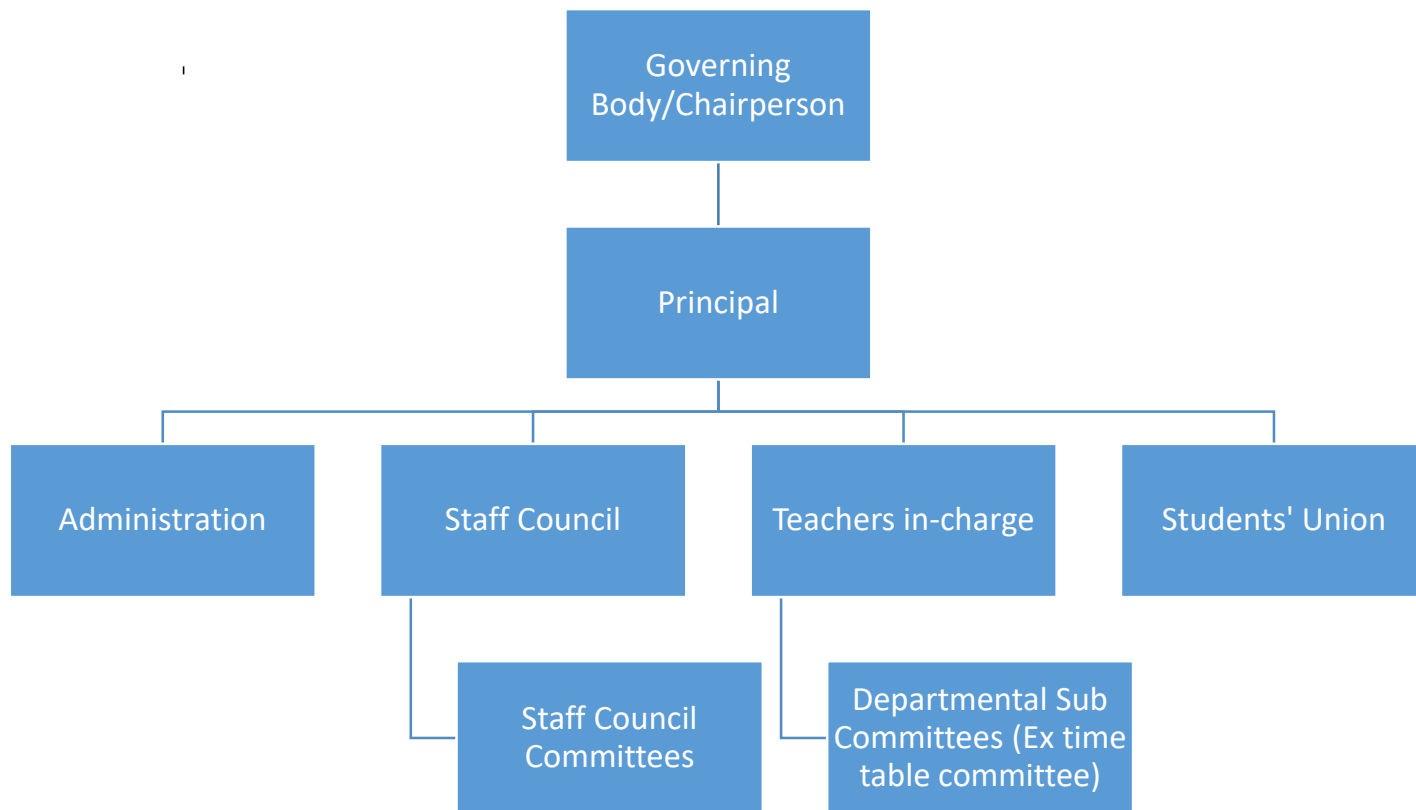 Governing
Body/Chairperson
Principal
Administration
Staff Council
Teachers in-charge
Students' Union
Staff Council
Committees
Departmental Sub
Committees (Ex time
table committee)